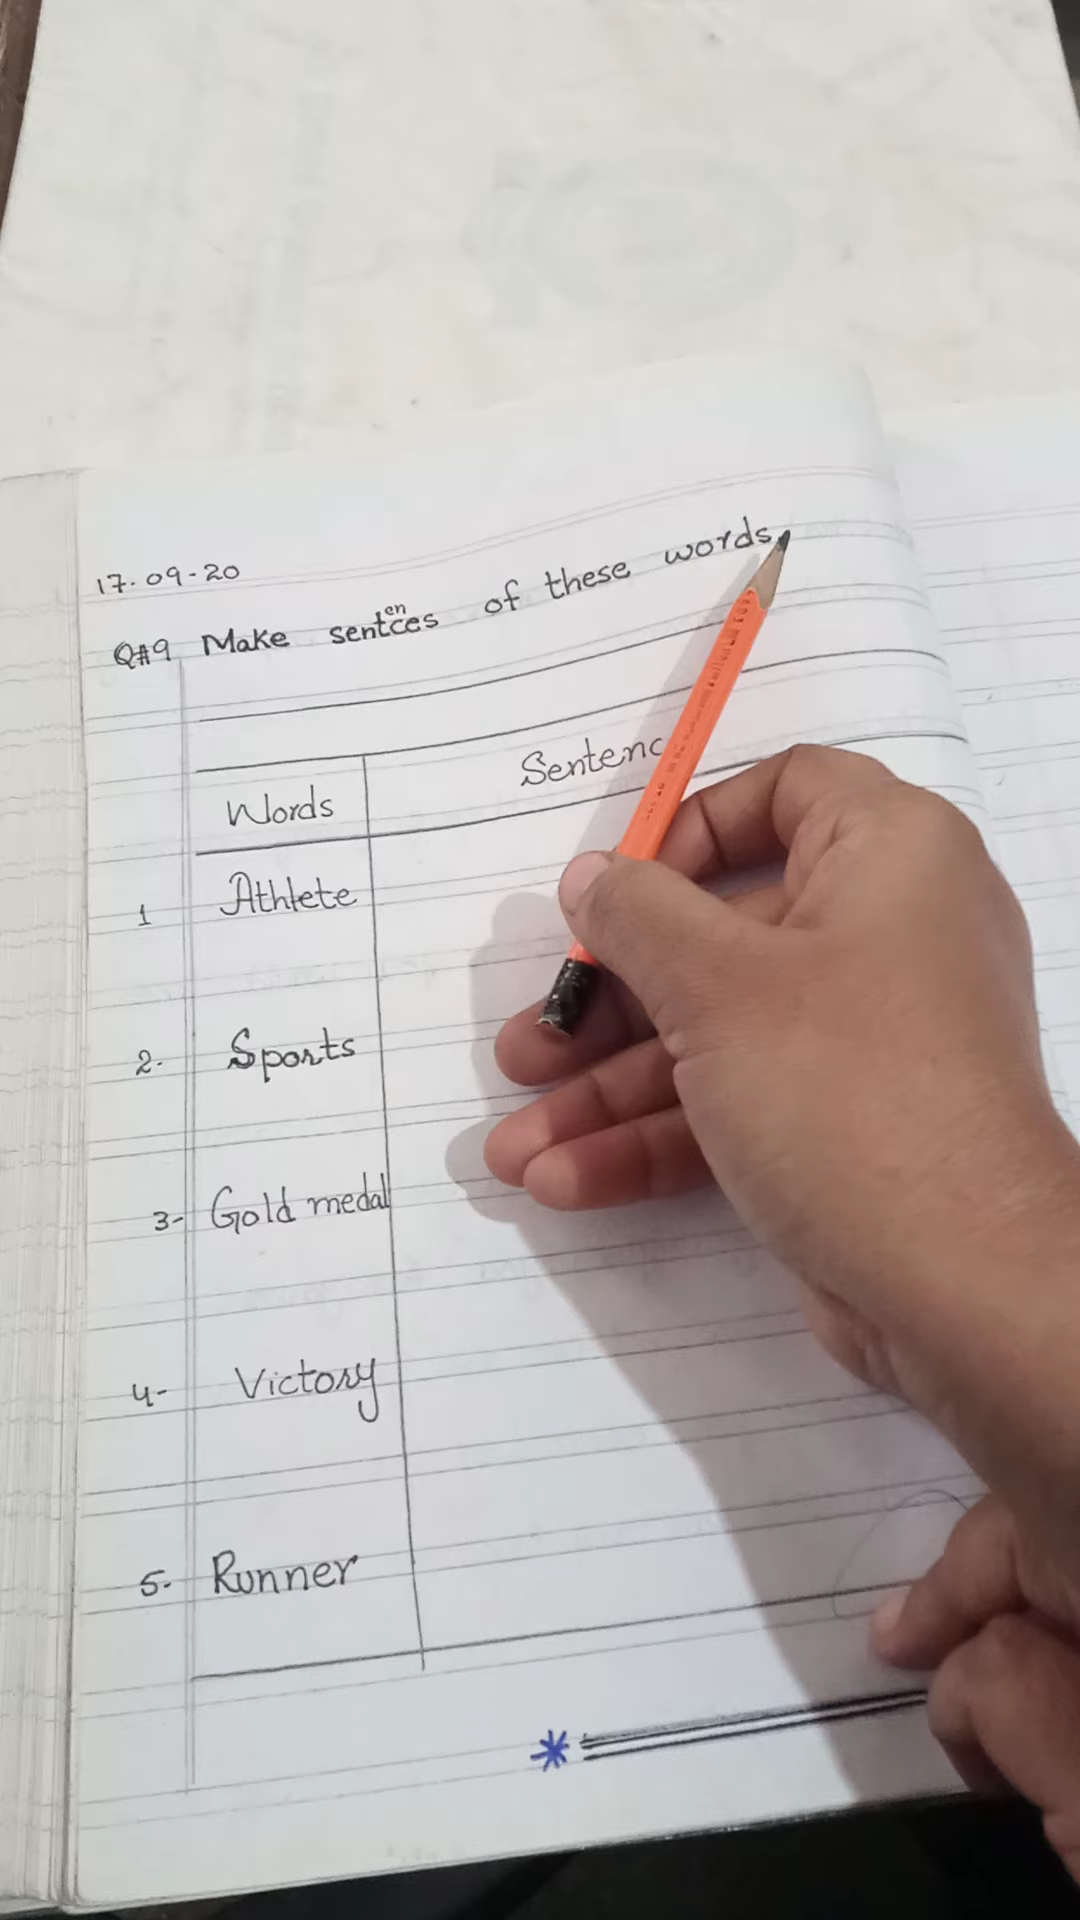 17-09-20
Q#9 Make sentences of these words.
Words Sentenc
1 Athlete
2- Sports
3- Gold medal
4- Victory
5- Runner